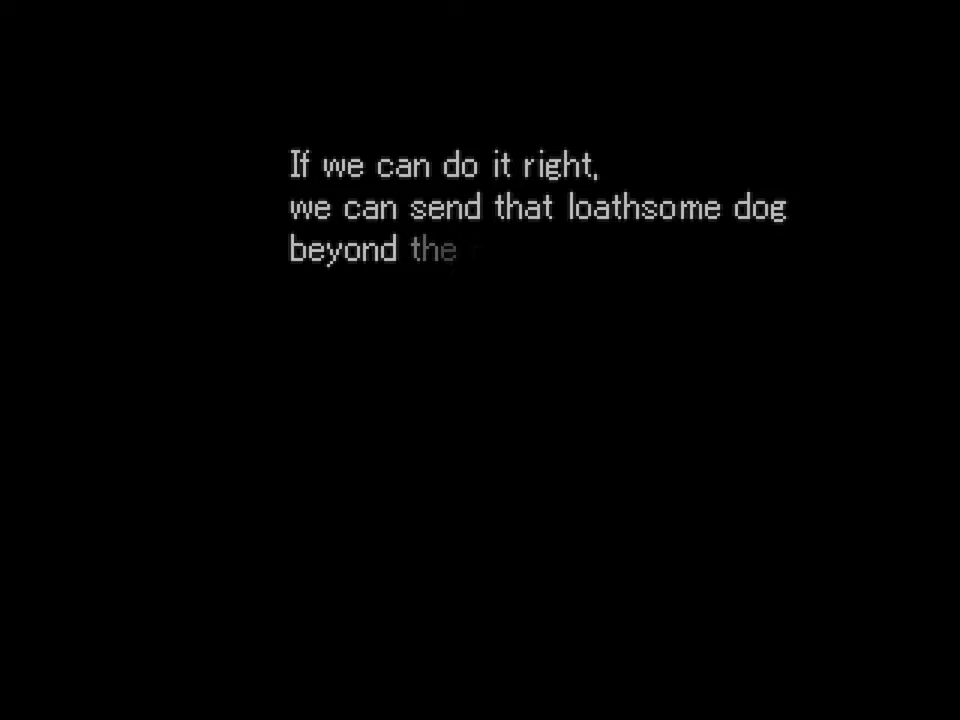 If we can do it right,
we can send that loathsome dog
beyond the